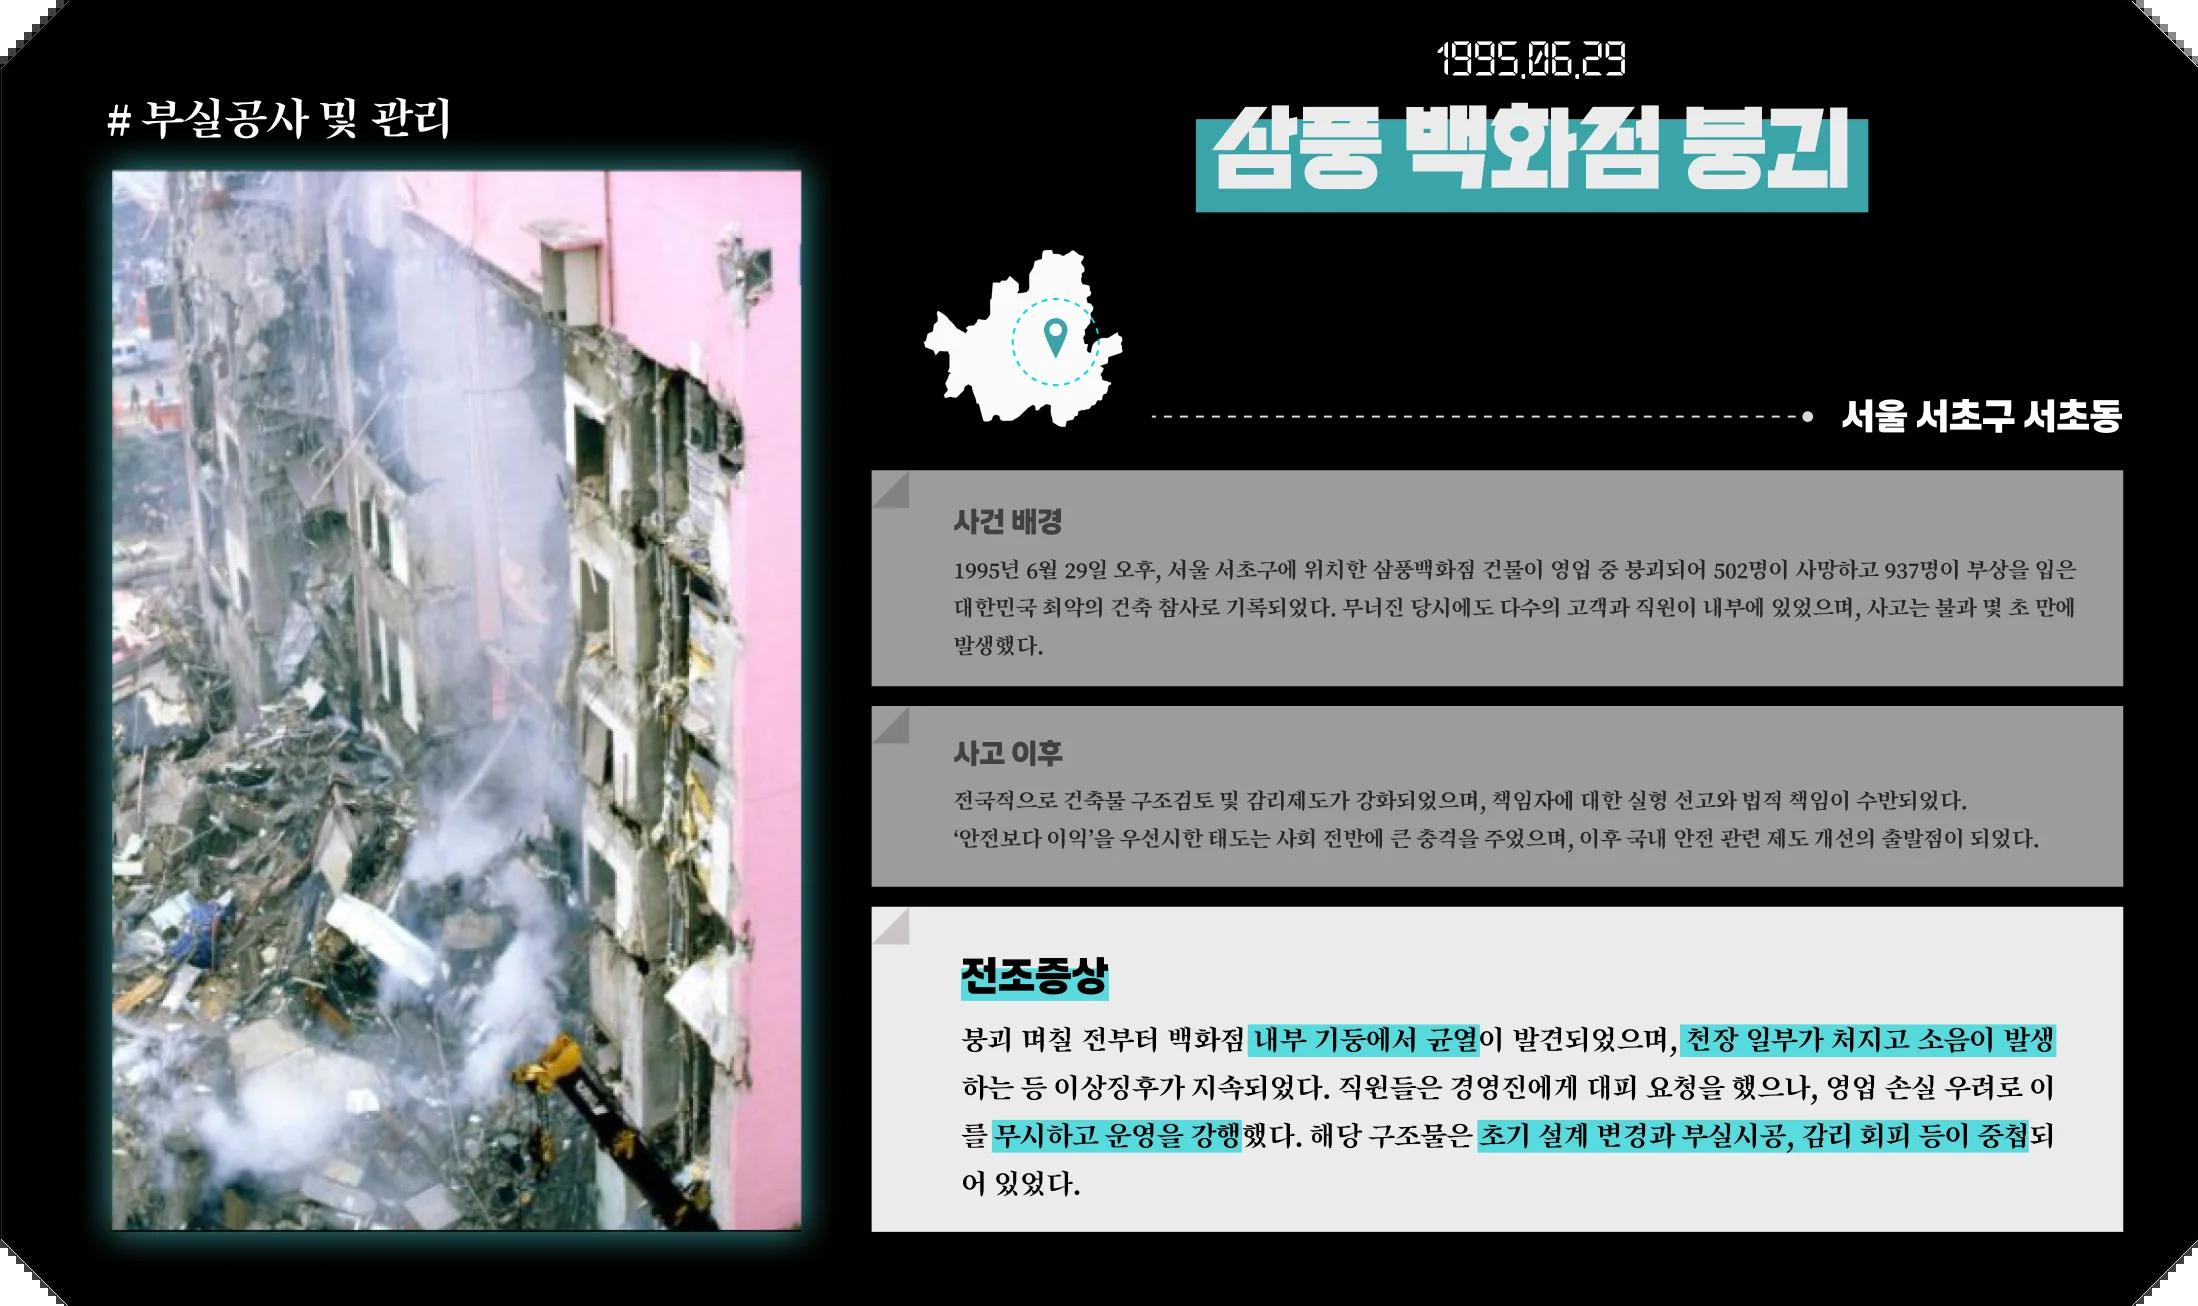 1995.06.29
# 부실공사 및 관리
삼풍 백화점 붕괴
서울 서초구 서초동
사건 배경
1995년 6월 29일 오후, 서울 서초구에 위치한 삼풍백화점 건물이 영업 중 붕괴되어 502명이 사망하고 937명이 부상을 입은
대한민국 최악의 건축 참사로 기록되었다. 무너진 당시에도 다수의 고객과 직원이 내부에 있었으며, 사고는 불과 몇 초 만에
발생했다.
사고 이후
전국적으로 건축물 구조검토 및 감리제도가 강화되었으며, 책임자에 대한 실형 선고와 법적 책임이 수반되었다.
‘안전보다 이익’을 우선시한 태도는 사회 전반에 큰 충격을 주었으며, 이후 국내 안전 관련 제도 개선의 출발점이 되었다.
전조증상
붕괴 며칠 전부터 백화점 내부 기둥에서 균열이 발견되었으며, 천장 일부가 처지고 소음이 발생
하는 등 이상징후가 지속되었다. 직원들은 경영진에게 대피 요청을 했으나, 영업 손실 우려로 이
를 무시하고 운영을 강행했다. 해당 구조물은 초기 설계 변경과 부실시공, 감리 회피 등이 중첩되
어 있었다.